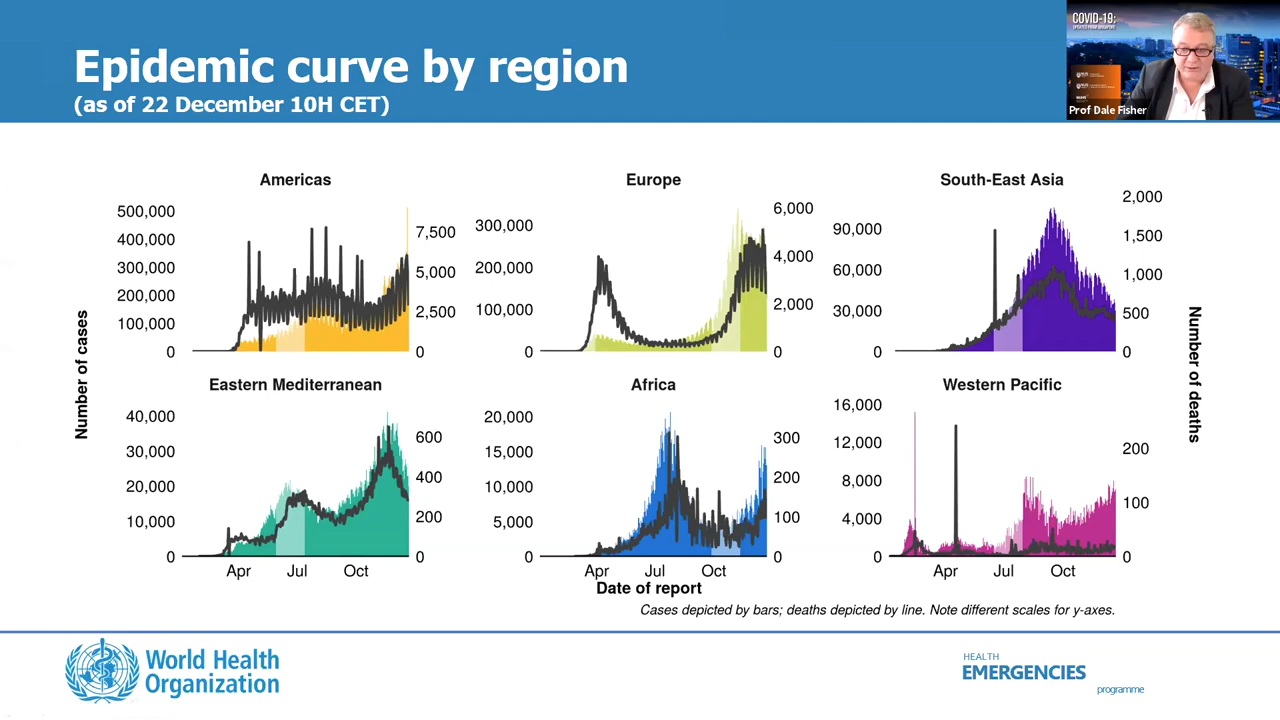 Epidemic curve by region
(as of 22 December 10H CET)
COVID-19:
Prof Dale Fisher
Americas
500,000
400,000
300,000
200,000
100,000
0
7,500
5,000
2,500
0
Europe
300,000
200,000
100,000
0
6,000
4,000
2,000
0
South-East Asia
90,000
60,000
30,000
0
2,000
1,500
1,000
500
0
Number of cases
Number of deaths
Eastern Mediterranean
40,000
30,000
20,000
10,000
0
600
400
200
0
Apr Jul Oct
Africa
20,000
15,000
10,000
5,000
0
300
200
100
0
Apr Jul Oct
Western Pacific
16,000
12,000
8,000
4,000
0
200
100
0
Apr Jul Oct
Date of report
Cases depicted by bars; deaths depicted by line. Note different scales for y-axes.
World Health
Organization
HEALTH
EMERGENCIES
programme